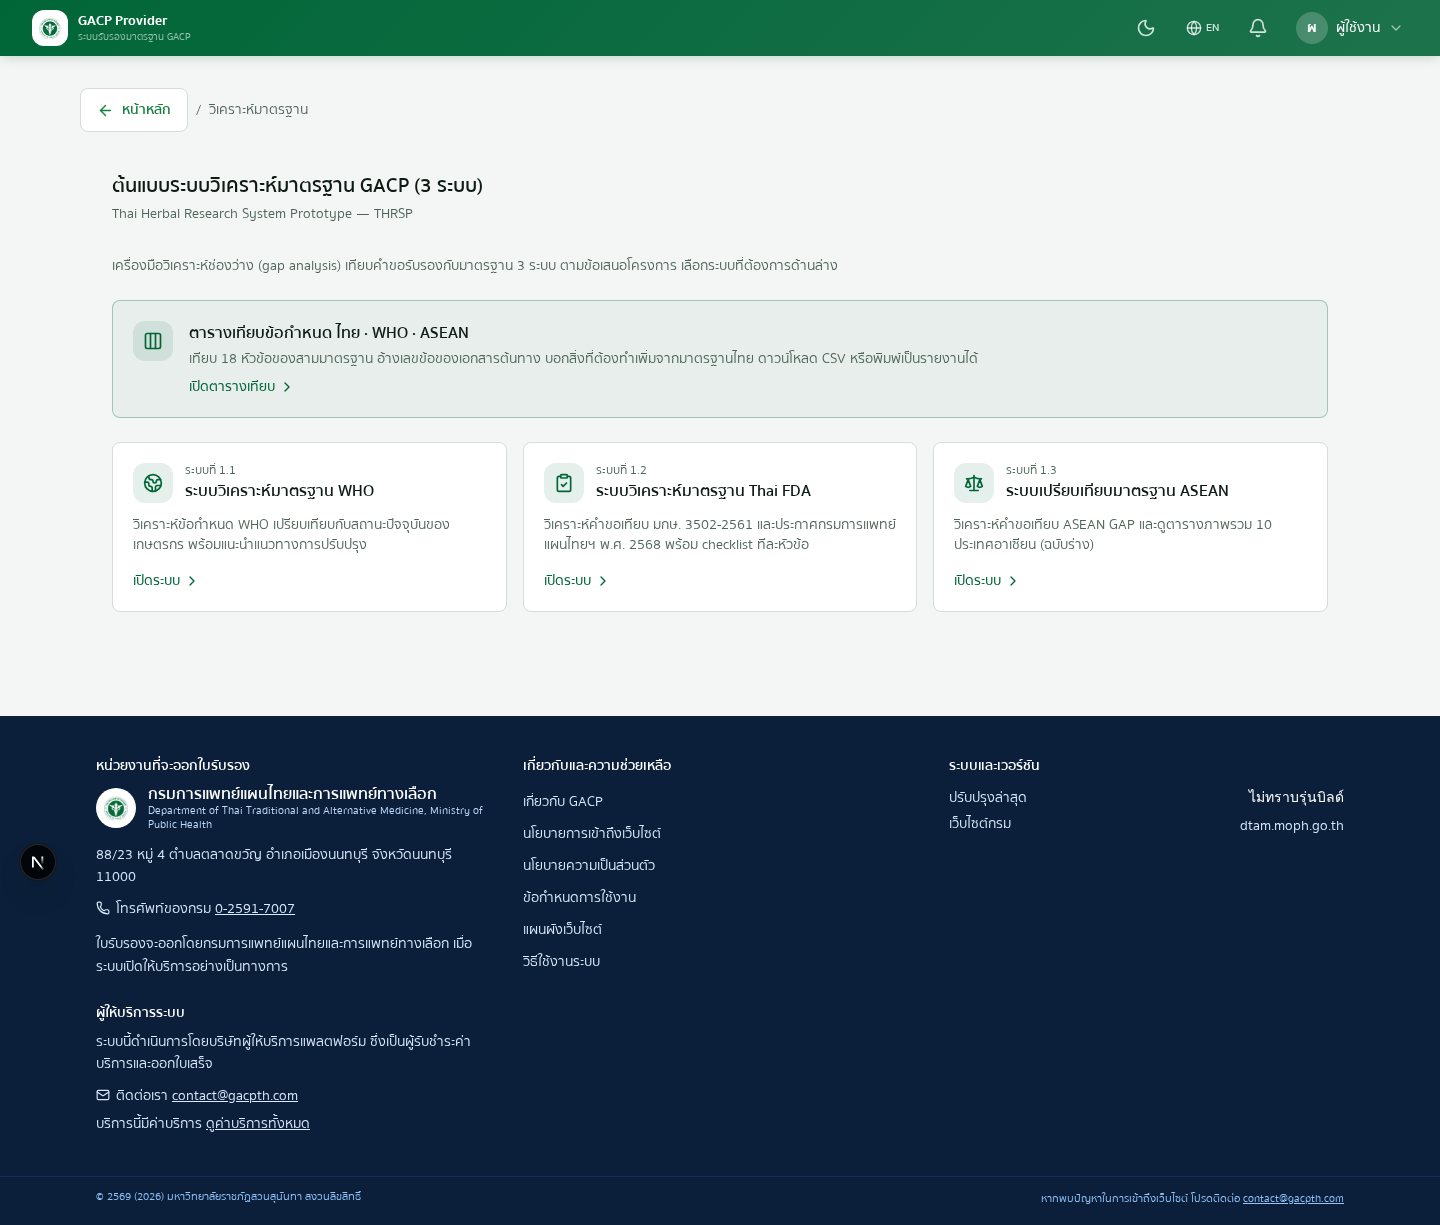 GACP Provider
ระบบรับรองมาตรฐาน GACP
EN
ผ
ผู้ใช้งาน
หน้าหลัก
/ วิเคราะห์มาตรฐาน
ต้นแบบระบบวิเคราะห์มาตรฐาน GACP (3 ระบบ)
Thai Herbal Research System Prototype — THRSP
เครื่องมือวิเคราะห์ช่องว่าง (gap analysis) เทียบคำขอรับรองกับมาตรฐาน 3 ระบบ ตามข้อเสนอโครงการ เลือกระบบที่ต้องการด้านล่าง
ตารางเทียบข้อกำหนด ไทย · WHO · ASEAN
เทียบ 18 หัวข้อของสามมาตรฐาน อ้างเลขข้อของเอกสารต้นทาง บอกสิ่งที่ต้องทำเพิ่มจากมาตรฐานไทย ดาวน์โหลด CSV หรือพิมพ์เป็นรายงานได้
เปิดตารางเทียบ
ระบบที่ 1.1
ระบบวิเคราะห์มาตรฐาน WHO
วิเคราะห์ข้อกำหนด WHO เปรียบเทียบกับสถานะปัจจุบันของ
เกษตรกร พร้อมแนะนำแนวทางการปรับปรุง
เปิดระบบ
ระบบที่ 1.2
ระบบวิเคราะห์มาตรฐาน Thai FDA
วิเคราะห์คำขอเทียบ มกษ. 3502-2561 และประกาศกรมการแพทย์
แผนไทยฯ พ.ศ. 2568 พร้อม checklist ทีละหัวข้อ
เปิดระบบ
ระบบที่ 1.3
ระบบเปรียบเทียบมาตรฐาน ASEAN
วิเคราะห์คำขอเทียบ ASEAN GAP และดูตารางภาพรวม 10
ประเทศอาเซียน (ฉบับร่าง)
เปิดระบบ
หน่วยงานที่จะออกใบรับรอง
กรมการแพทย์แผนไทยและการแพทย์ทางเลือก
Department of Thai Traditional and Alternative Medicine, Ministry of
Public Health
88/23 หมู่ 4 ตำบลตลาดขวัญ อำเภอเมืองนนทบุรี จังหวัดนนทบุรี
11000
โทรศัพท์ของกรม 0-2591-7007
ใบรับรองจะออกโดยกรมการแพทย์แผนไทยและการแพทย์ทางเลือก เมื่อ
ระบบเปิดให้บริการอย่างเป็นทางการ
ผู้ให้บริการระบบ
ระบบนี้ดำเนินการโดยบริษัทผู้ให้บริการแพลตฟอร์ม ซึ่งเป็นผู้รับชำระค่า
บริการและออกใบเสร็จ
ติดต่อเรา contact@gacpth.com
บริการนี้มีค่าบริการ ดูค่าบริการทั้งหมด
เกี่ยวกับและความช่วยเหลือ
เกี่ยวกับ GACP
นโยบายการเข้าถึงเว็บไซต์
นโยบายความเป็นส่วนตัว
ข้อกำหนดการใช้งาน
แผนผังเว็บไซต์
วิธีใช้งานระบบ
ระบบและเวอร์ชัน
ปรับปรุงล่าสุด ไม่ทราบรุ่นบิลด์
เว็บไซต์กรม dtam.moph.go.th
N
© 2569 (2026) มหาวิทยาลัยราชภัฏสวนสุนันทา สงวนลิขสิทธิ์
หากพบปัญหาในการเข้าถึงเว็บไซต์ โปรดติดต่อ contact@gacpth.com